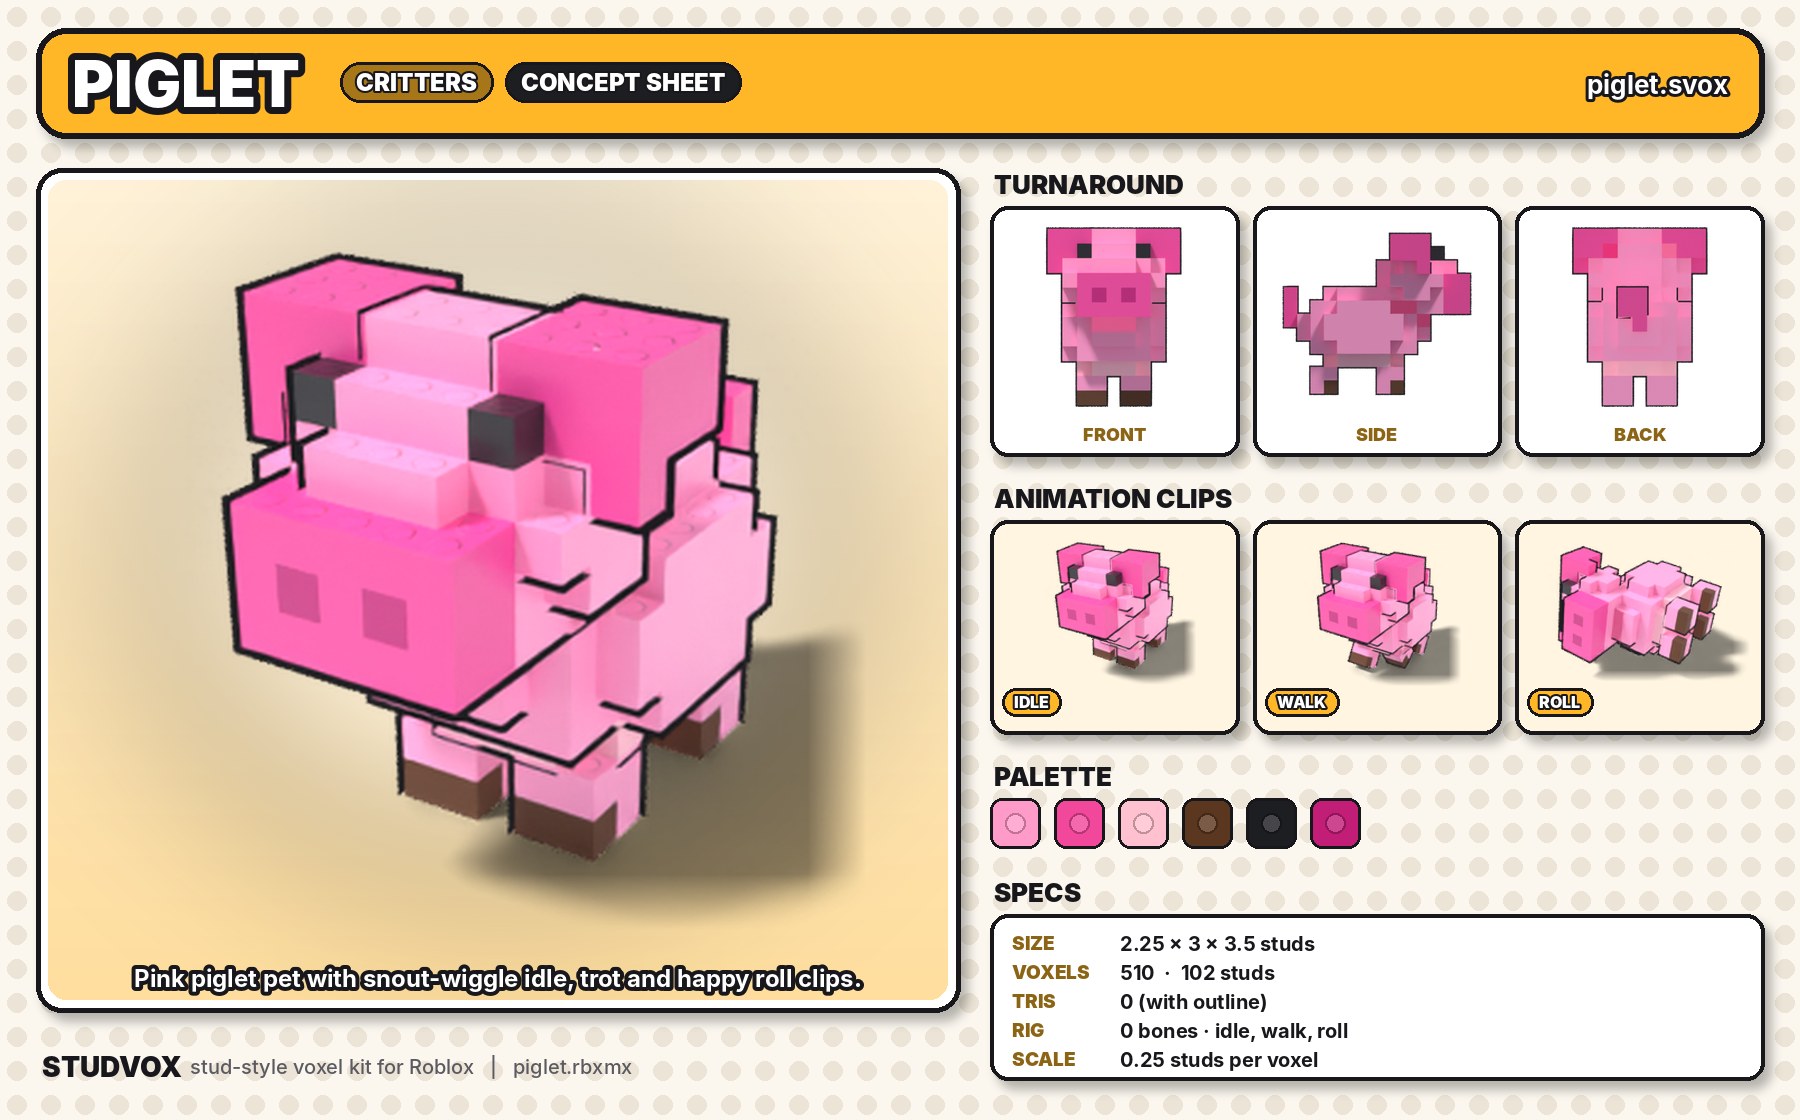 PIGLET
CRITTERS
CONCEPT SHEET
piglet.svox
Pink piglet pet with snout-wiggle idle, trot and happy roll clips.
STUDVOX stud-style voxel kit for Roblox | piglet.rbxmx
TURNAROUND
FRONT
SIDE
BACK
ANIMATION CLIPS
IDLE
WALK
ROLL
PALETTE
SPECS
SIZE 2.25 × 3 × 3.5 studs
VOXELS 510 · 102 studs
TRIS 0 (with outline)
RIG 0 bones · idle, walk, roll
SCALE 0.25 studs per voxel